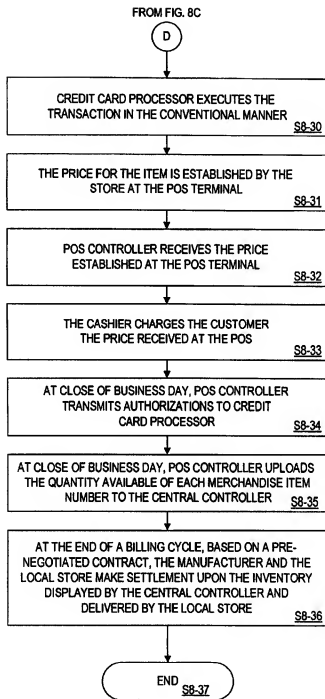 FROM FIG. 8C
D
CREDIT CARD PROCESSOR EXECUTES THE
TRANSACTION IN THE CONVENTIONAL MANNER
S8-30
THE PRICE FOR THE ITEM IS ESTABLISHED BY THE
STORE AT THE POS TERMINAL
S8-31
POS CONTROLLER RECEIVES THE PRICE
ESTABLISHED AT THE POS TERMINAL
S8-32
THE CASHIER CHARGES THE CUSTOMER
THE PRICE RECEIVED AT THE POS
S8-33
AT CLOSE OF BUSINESS DAY, POS CONTROLLER
TRANSMITS AUTHORIZATIONS TO CREDIT
CARD PROCESSOR
S8-34
AT CLOSE OF BUSINESS DAY, POS CONTROLLER UPLOADS
THE QUANTITY AVAILABLE OF EACH MERCHANDISE ITEM
NUMBER TO THE CENTRAL CONTROLLER
S8-35
AT THE END OF A BILLING CYCLE, BASED ON A PRE-
NEGOTIATED CONTRACT, THE MANUFACTURER AND THE
LOCAL STORE MAKE SETTLEMENT UPON THE INVENTORY
DISPLAYED BY THE CENTRAL CONTROLLER AND
DELIVERED BY THE LOCAL STORE
S8-36
END
S8-37